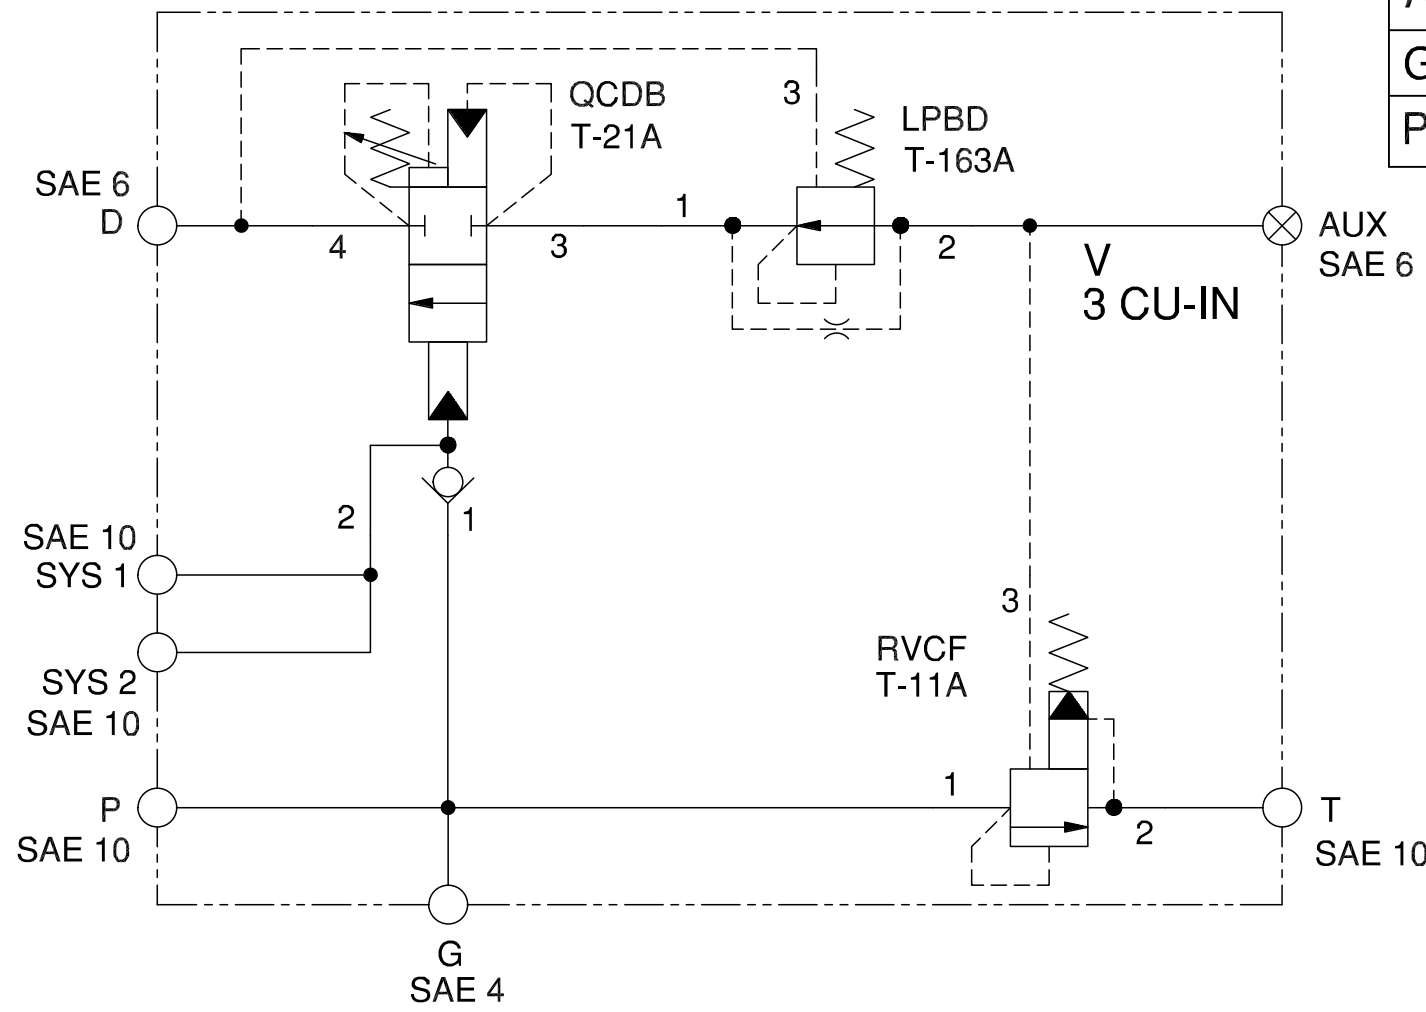 G
P
QCDB
T-21A
3
LPBD
T-163A
SAE 6
D
4
3
1
2
AUX
SAE 6
V
3 CU-IN
2
1
SAE 10
SYS 1
SYS 2
SAE 10
3
RVCF
T-11A
P
SAE 10
1
2
T
SAE 10
G
SAE 4